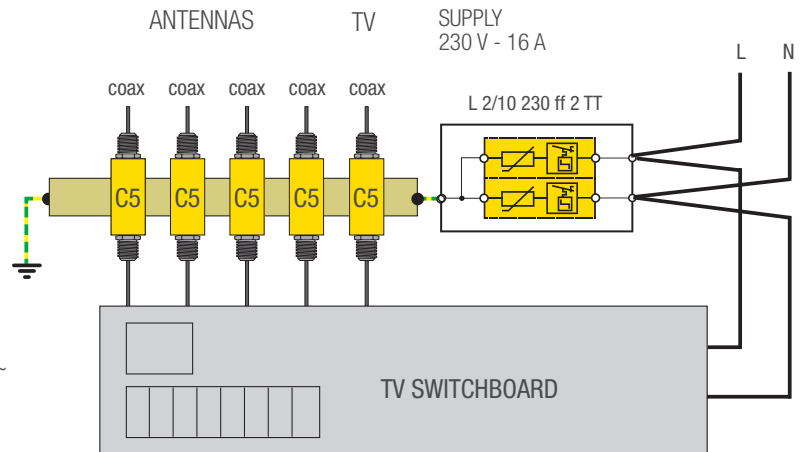 ANTENNAS TV SUPPLY
230 V - 16 A
L N
coax coax coax coax coax
L 2/10 230 ff 2 TT
C5 C5 C5 C5 C5
~
TV SWITCHBOARD